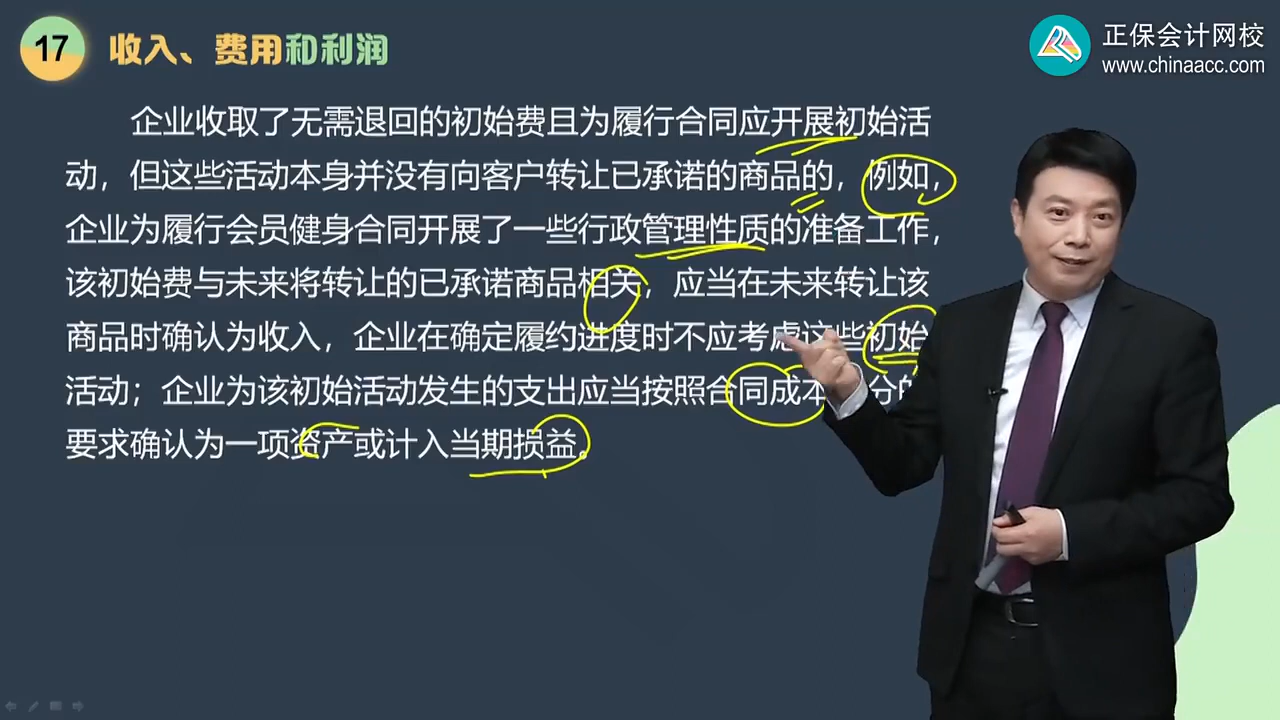 17 收入、费用和利润
正保会计网校
www.chinaacc.com
企业收取了无需退回的初始费且为履行合同应开展初始活
动，但这些活动本身并没有向客户转让已承诺的商品的，例如，
企业为履行会员健身合同开展了一些行政管理性质的准备工作，
该初始费与未来将转让的已承诺商品相关，应当在未来转让该
商品时确认为收入，企业在确定履约进度时不应考虑这些初始
活动；企业为该初始活动发生的支出应当按照合同成本 分的
要求确认为一项资产或计入当期损益。